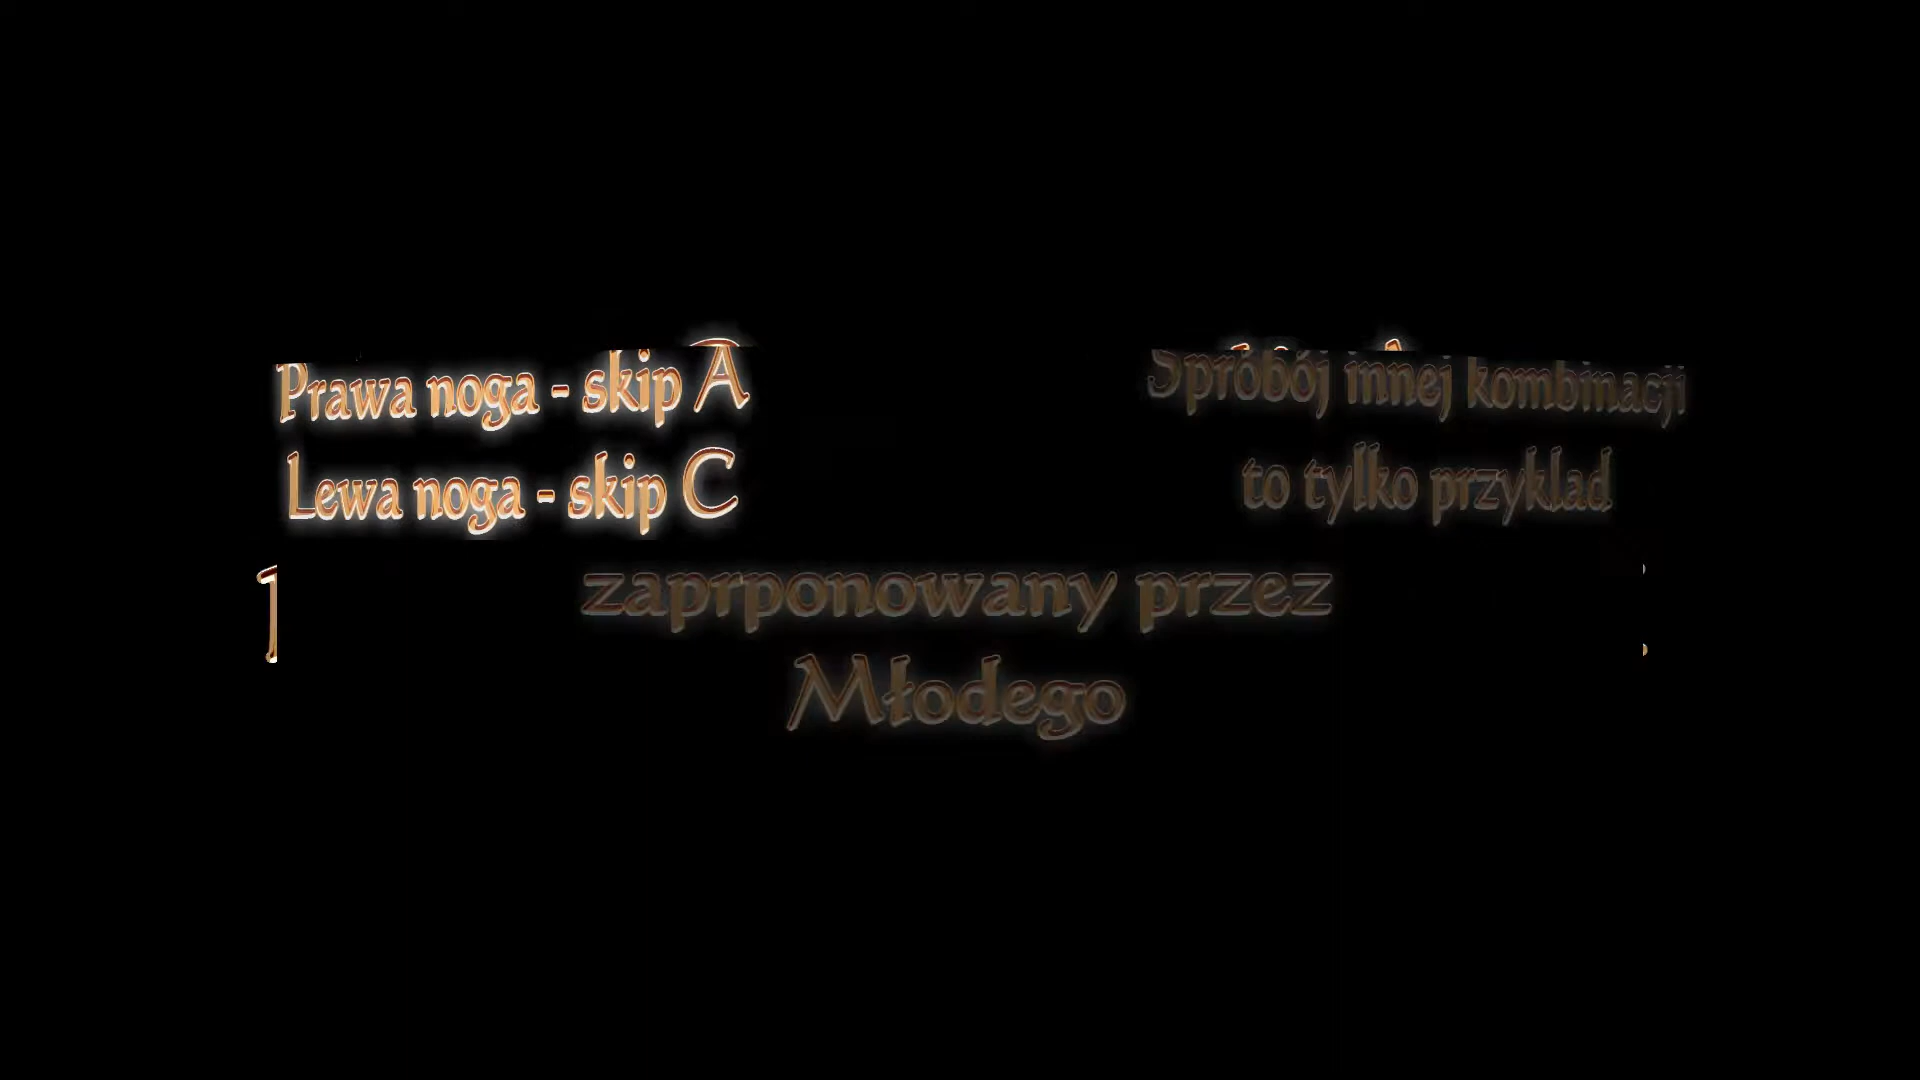 Prawa noga - skip A
Lewa noga - skip C
Spróbój innej kombinacji
to tylko przyklad
zaprponowany przez
Młodego